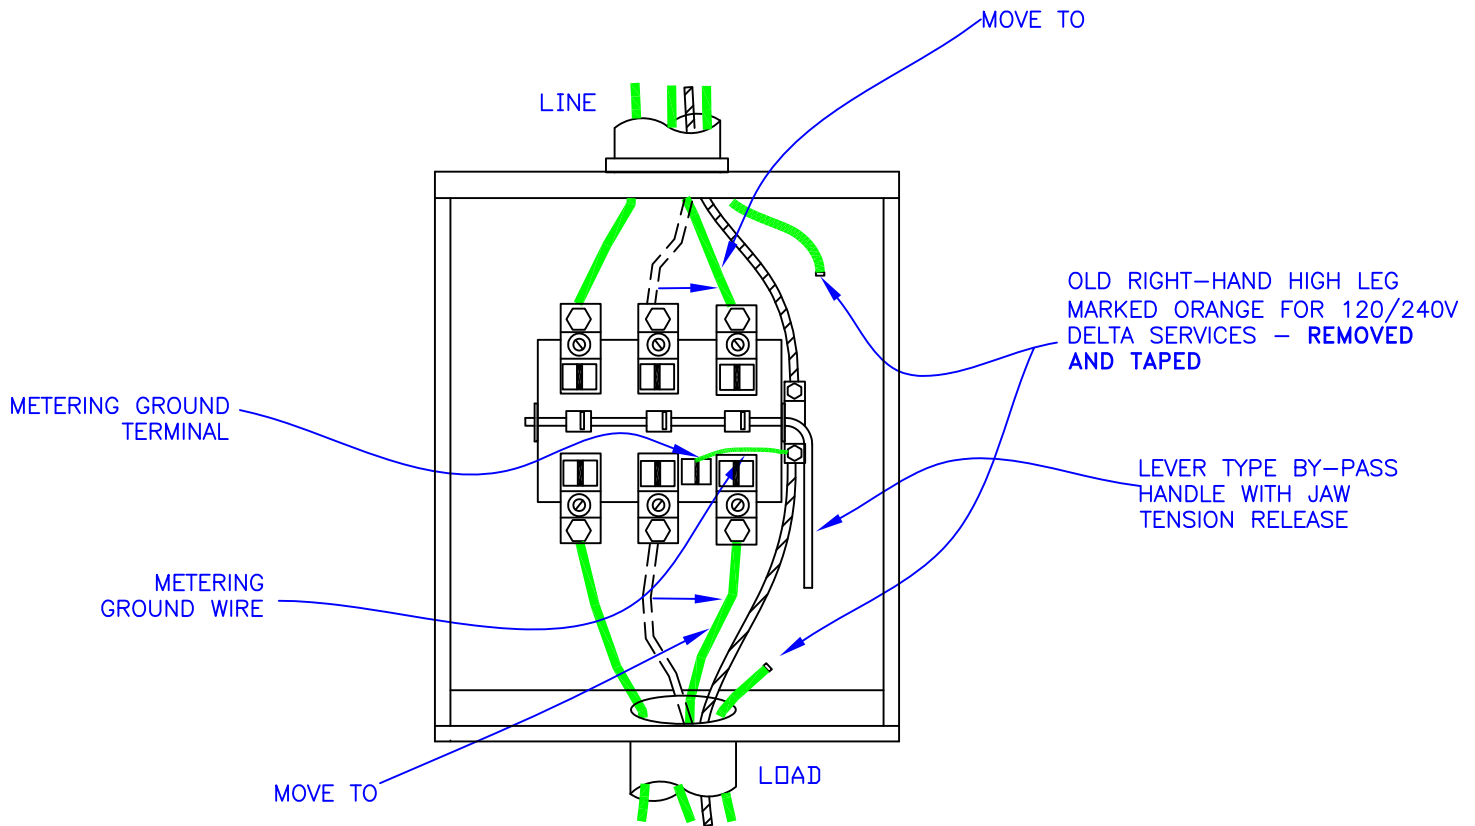 MOVE TO
LINE
OLD RIGHT-HAND HIGH LEG
MARKED ORANGE FOR 120/240V
DELTA SERVICES - REMOVED
AND TAPED
METERING GROUND
TERMINAL
LEVER TYPE BY-PASS
HANDLE WITH JAW
TENSION RELEASE
METERING
GROUND WIRE
LOAD
MOVE TO